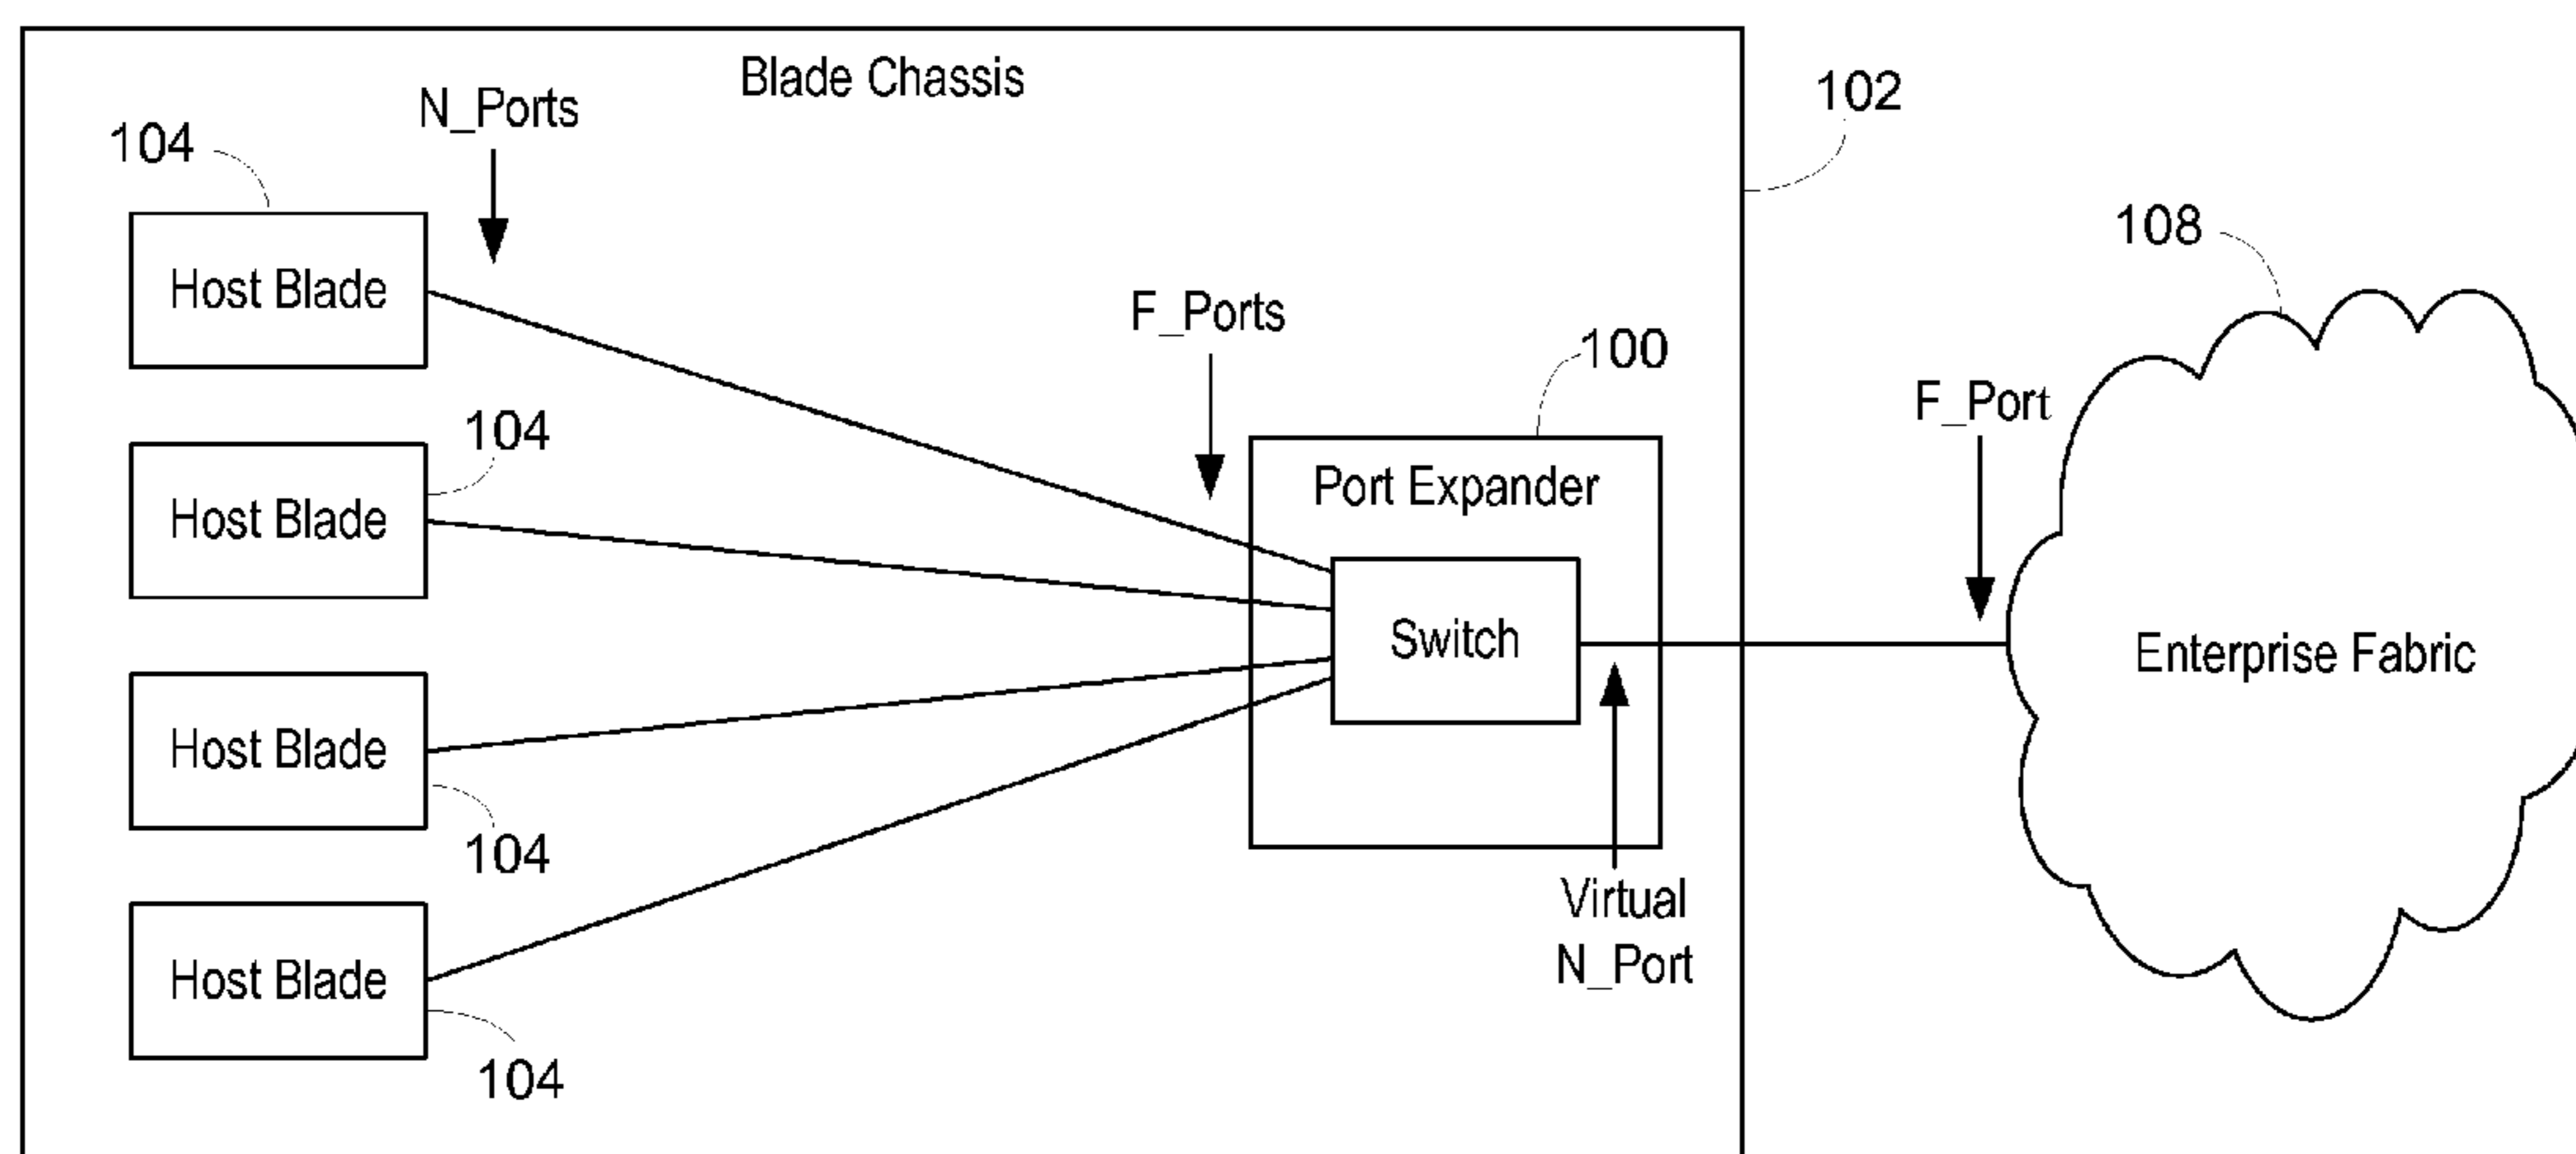 Blade Chassis
102
N_Ports
104
108
Host Blade
F_Ports
100
F_Port
104
Port Expander
Host Blade
Switch
Enterprise Fabric
Host Blade
104
Virtual
N_Port
Host Blade
104